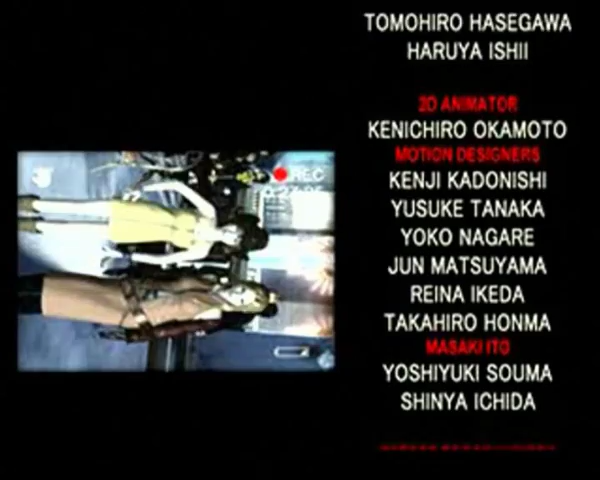 TOMOHIRO HASEGAWA
HARUYA ISHII
2D ANIMATOR
KENICHIRO OKAMOTO
MOTION DESIGNERS
KENJI KADONISHI
YUSUKE TANAKA
YOKO NAGARE
JUN MATSUYAMA
REINA IKEDA
TAKAHIRO HONMA
MASAKI ITO
YOSHIYUKI SOUMA
SHINYA ICHIDA
REC